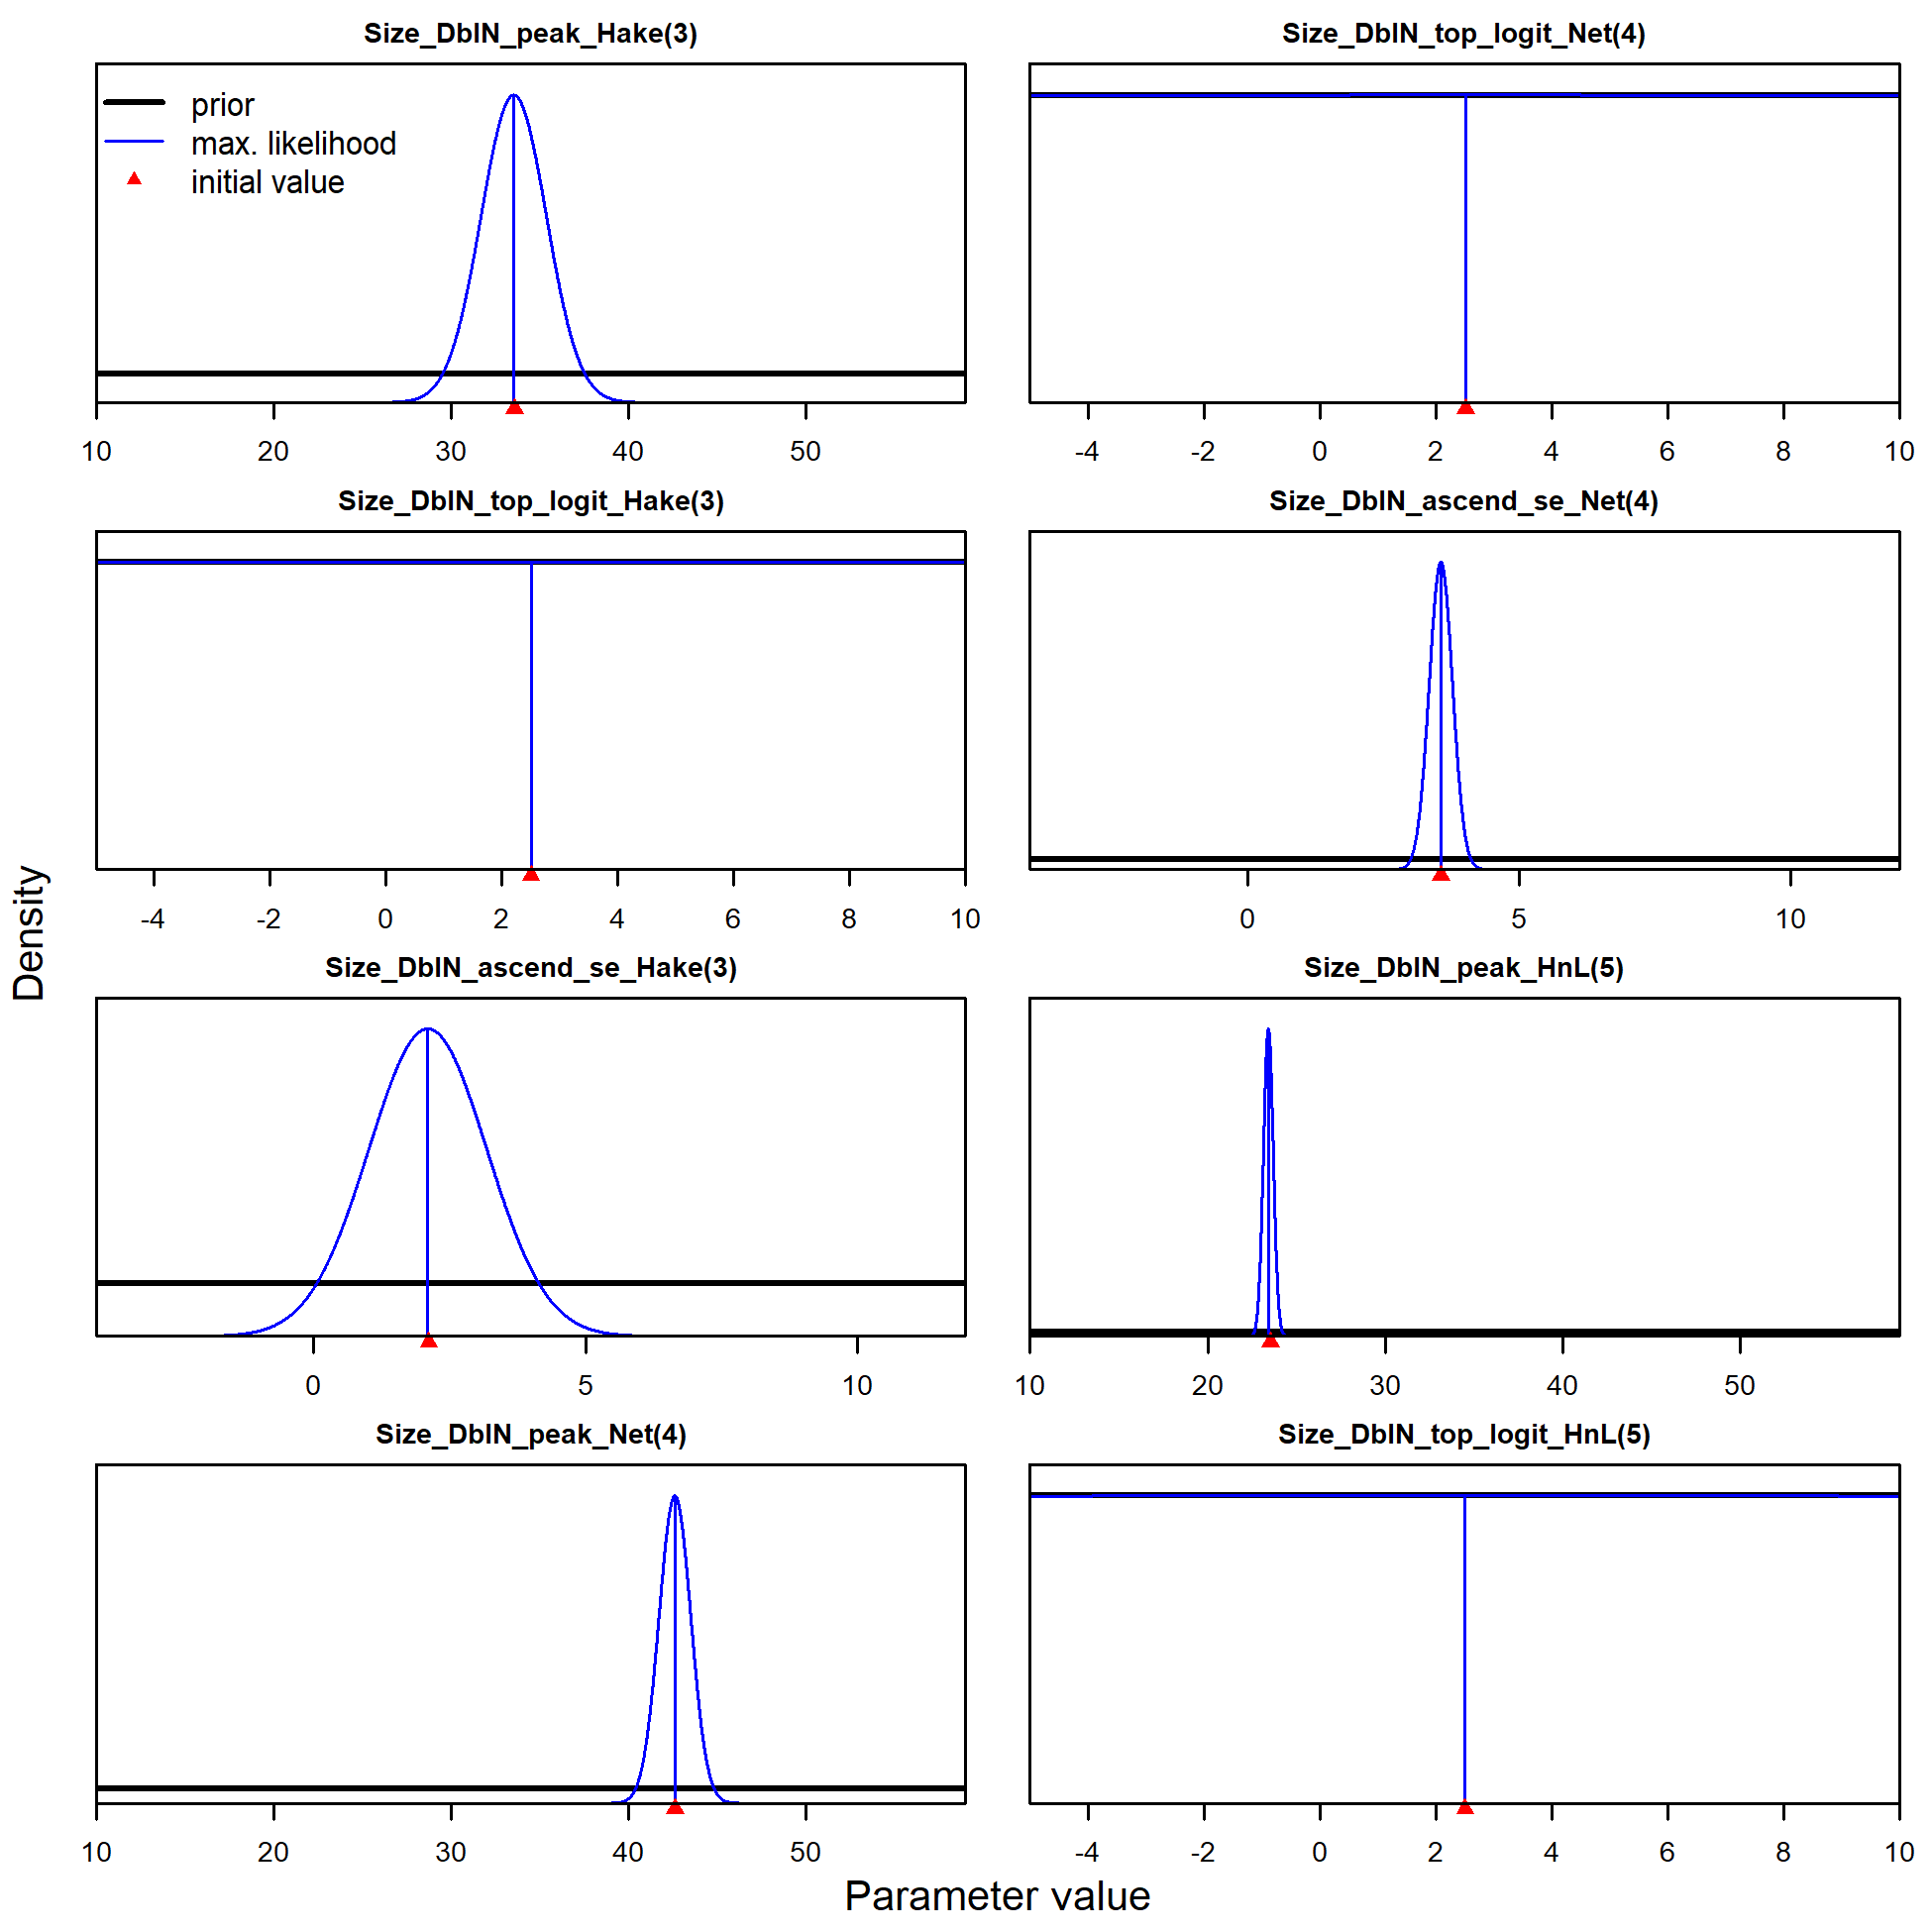 Size_DblN_peak_Hake(3)
prior
max. likelihood
initial value
10 20 30 40 50
Size_DblN_top_logit_Net(4)
-4 -2 0 2 4 6 8 10
Size_DblN_top_logit_Hake(3)
-4 -2 0 2 4 6 8 10
Size_DblN_ascend_se_Net(4)
0 5 10
Density
Size_DblN_ascend_se_Hake(3)
0 5 10
Size_DblN_peak_HnL(5)
10 20 30 40 50
Size_DblN_peak_Net(4)
10 20 30 40 50
Size_DblN_top_logit_HnL(5)
-4 -2 0 2 4 6 8 10
Parameter value